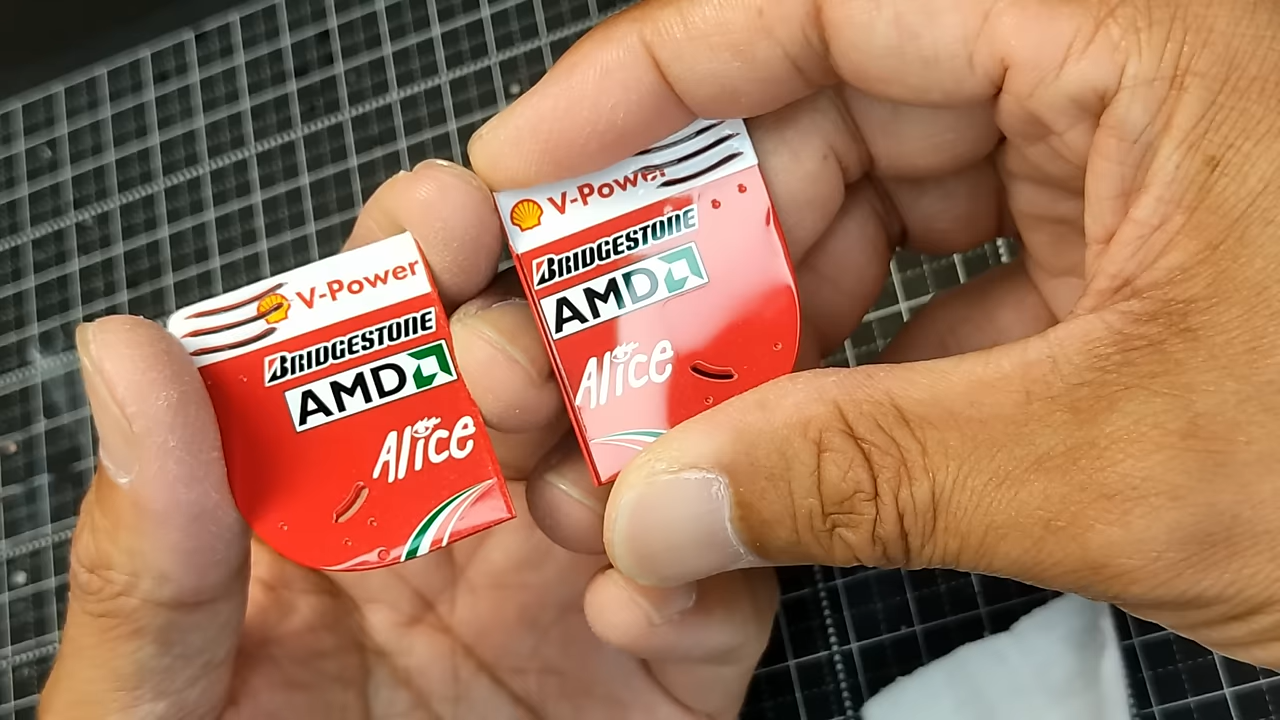 V-Power
BRIDGESTONE
AMD
Alice
V-Power
BRIDGESTONE
AMD
Alice